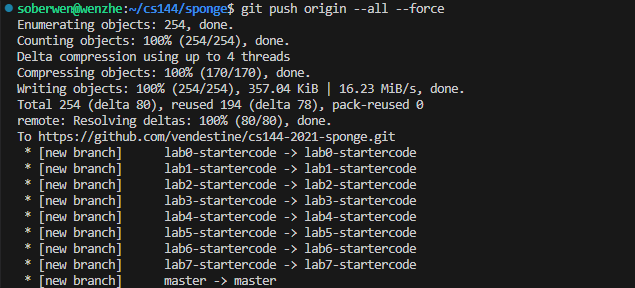 soberwen@wenzhe:~/cs144/sponge$ git push origin --all --force
Enumerating objects: 254, done.
Counting objects: 100% (254/254), done.
Delta compression using up to 4 threads
Compressing objects: 100% (170/170), done.
Writing objects: 100% (254/254), 357.04 KiB | 16.23 MiB/s, done.
Total 254 (delta 80), reused 194 (delta 78), pack-reused 0
remote: Resolving deltas: 100% (80/80), done.
To https://github.com/vendestine/cs144-2021-sponge.git
 * [new branch]      lab0-startercode -> lab0-startercode
 * [new branch]      lab1-startercode -> lab1-startercode
 * [new branch]      lab2-startercode -> lab2-startercode
 * [new branch]      lab3-startercode -> lab3-startercode
 * [new branch]      lab4-startercode -> lab4-startercode
 * [new branch]      lab5-startercode -> lab5-startercode
 * [new branch]      lab6-startercode -> lab6-startercode
 * [new branch]      lab7-startercode -> lab7-startercode
 * [new branch]      master -> master